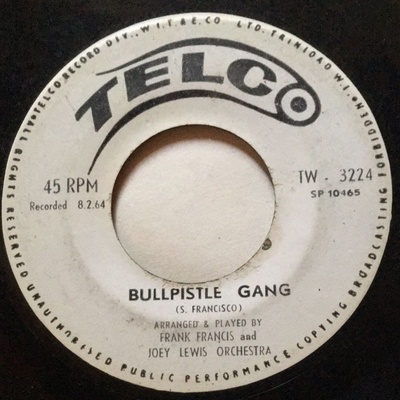 TELCO RECORD DIV., W.I.T.E. CO. LTD. TRINIDAD W.I.
TELCO
45 RPM
TW - 3224
Recorded 8.2.64
SP 10465
BULLPISTLE GANG
(S. FRANCISCO)
ARRANGED & PLAYED BY
FRANK FRANCIS and
JOEY LEWIS ORCHESTRA
ALL RIGHTS RESERVED UNAUTHORISED PUBLIC PERFORMANCE COPYING BROADCASTING FORBIDDEN